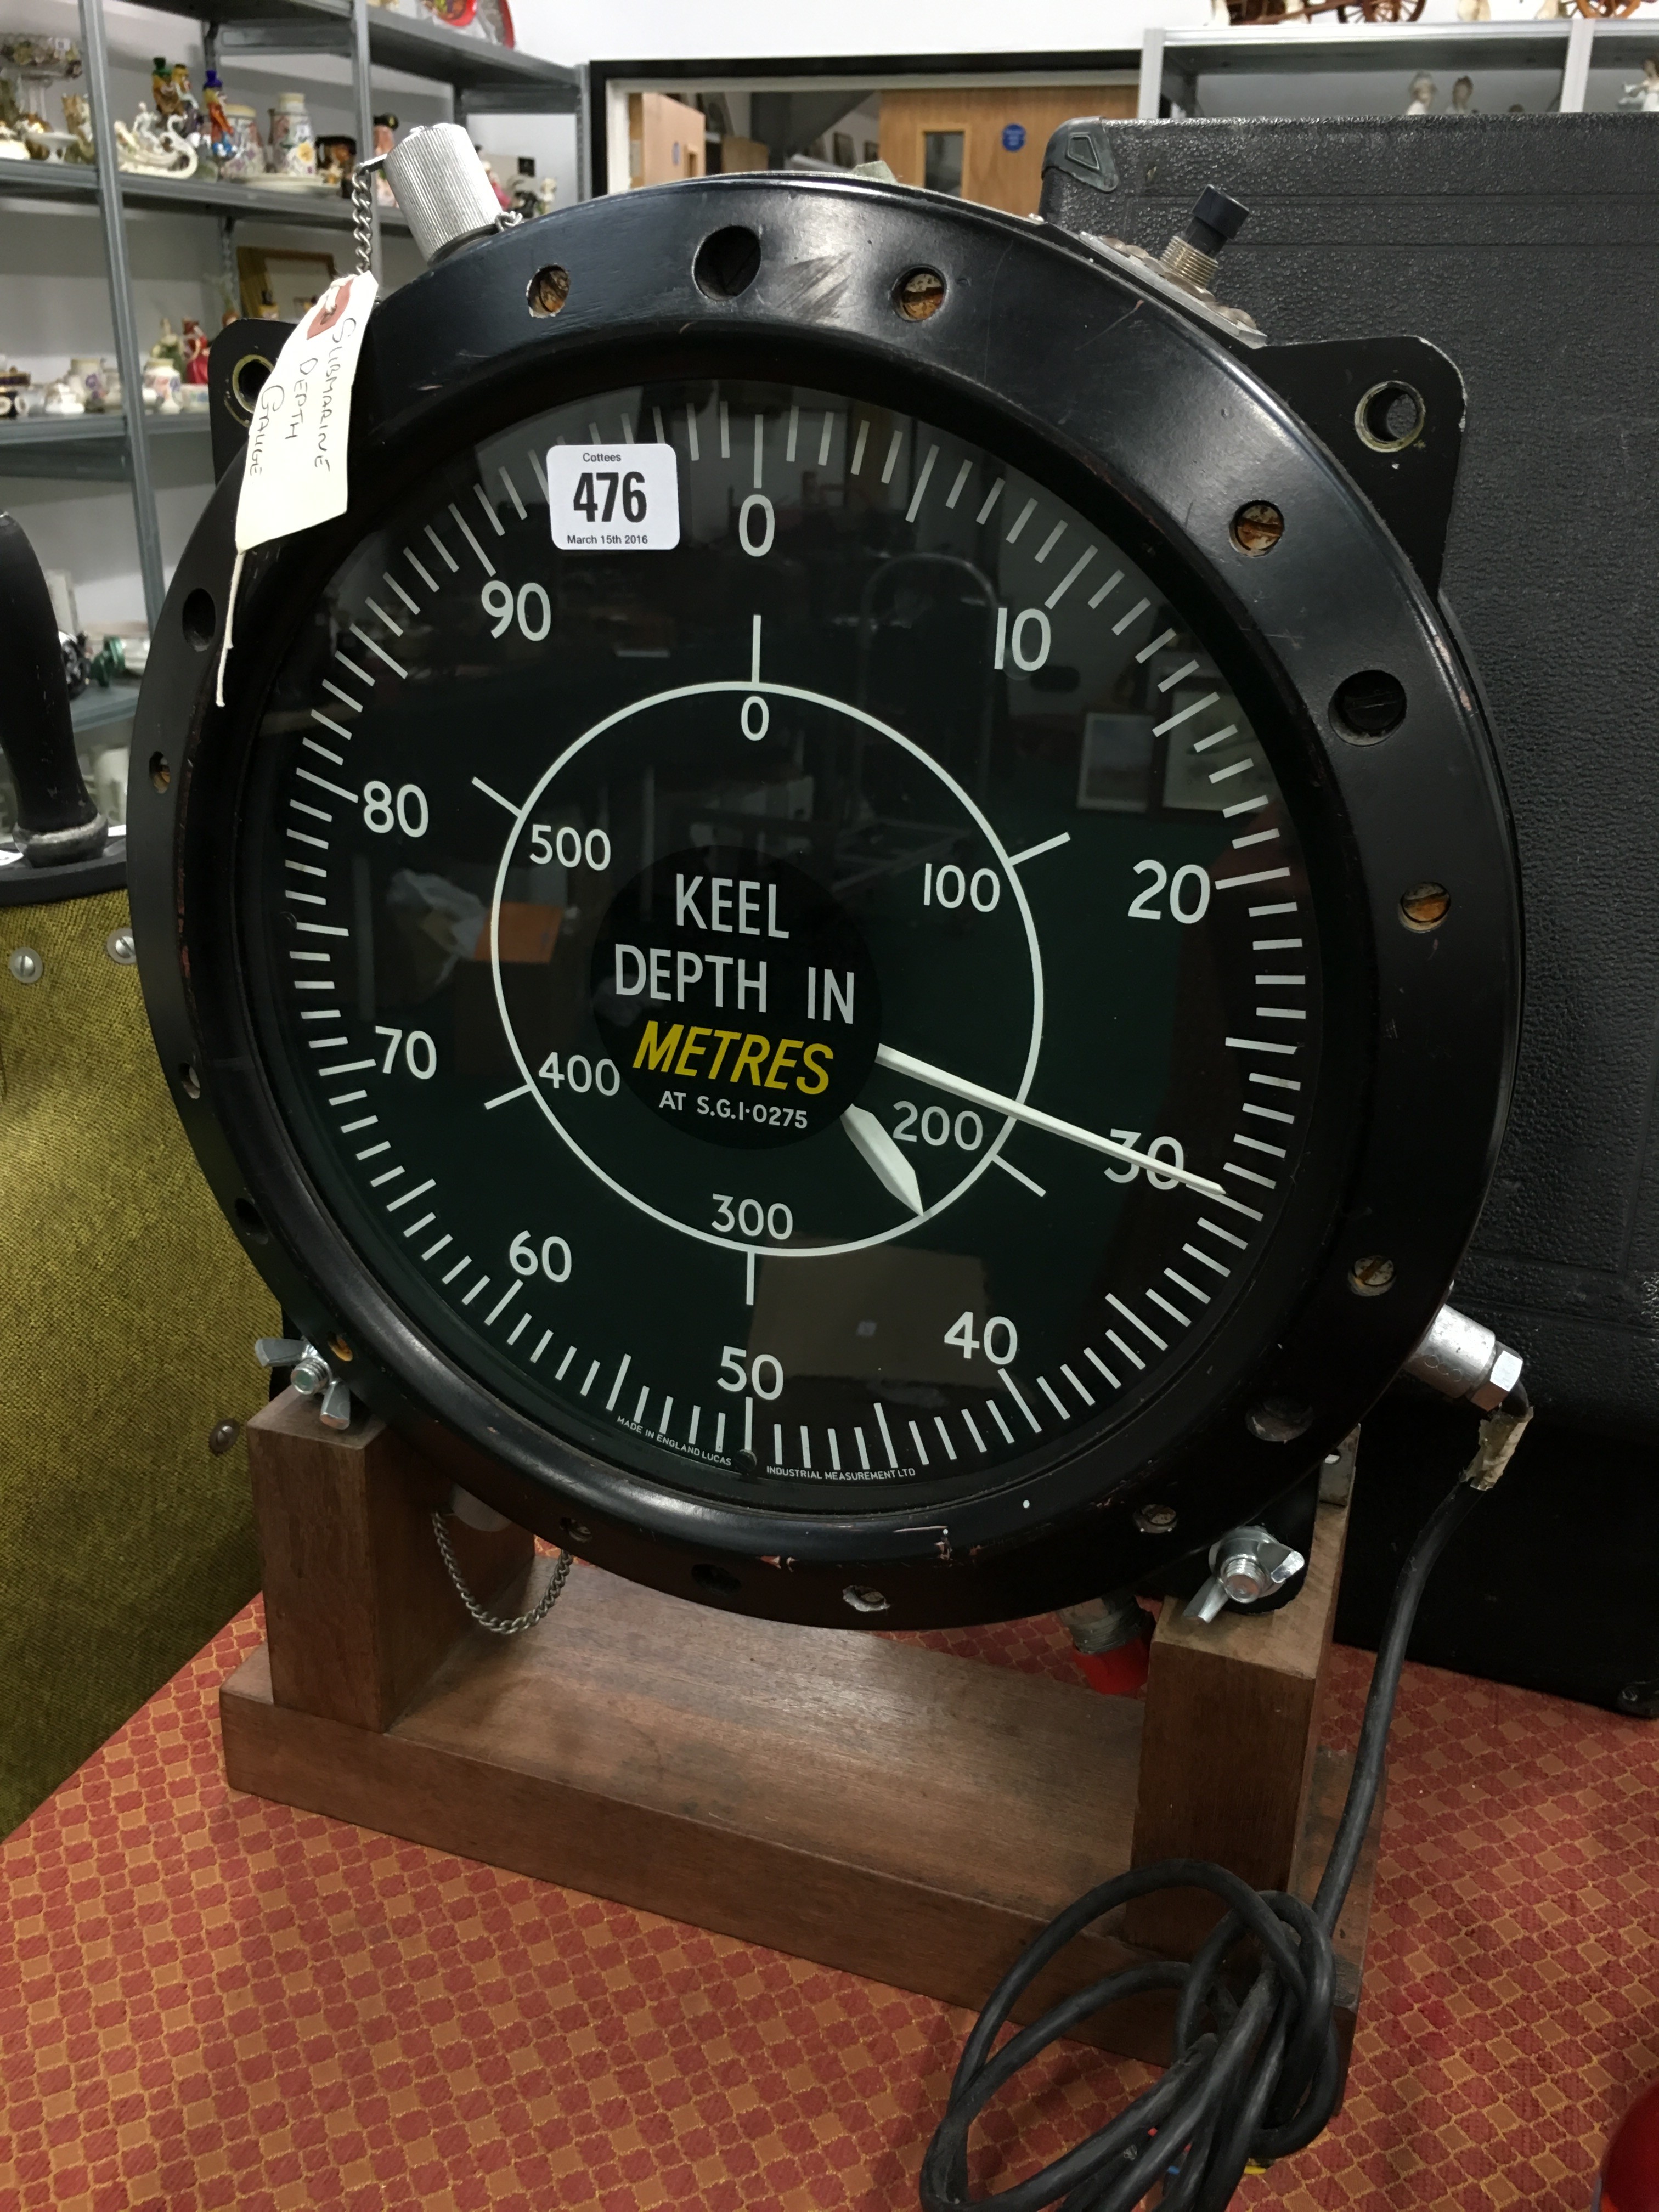 SUBMARINE
DEPTH
GAUGE
Cottees
476
March 15th 2016
0
10
20
30
40
50
60
70
80
90
0
100
200
300
400
500
KEEL
DEPTH IN
METRES
AT S.G.1·0275
MADE IN ENGLAND LUCAS INDUSTRIAL MEASUREMENT LTD